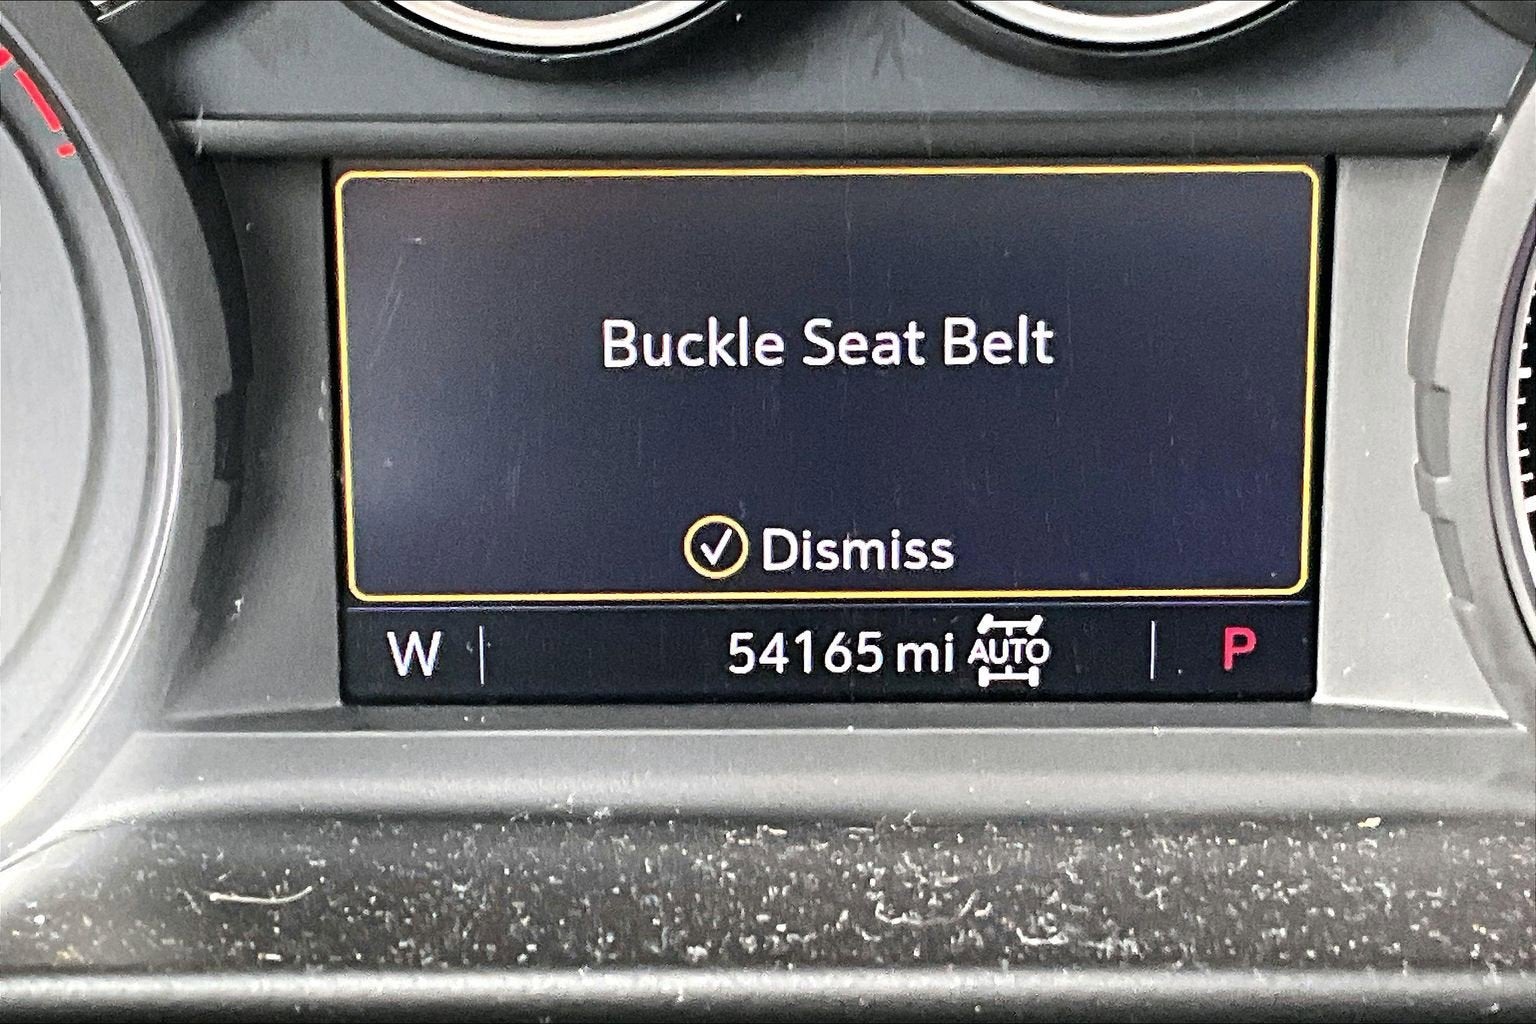 Buckle Seat Belt
Dismiss
W 54165 mi AUTO P